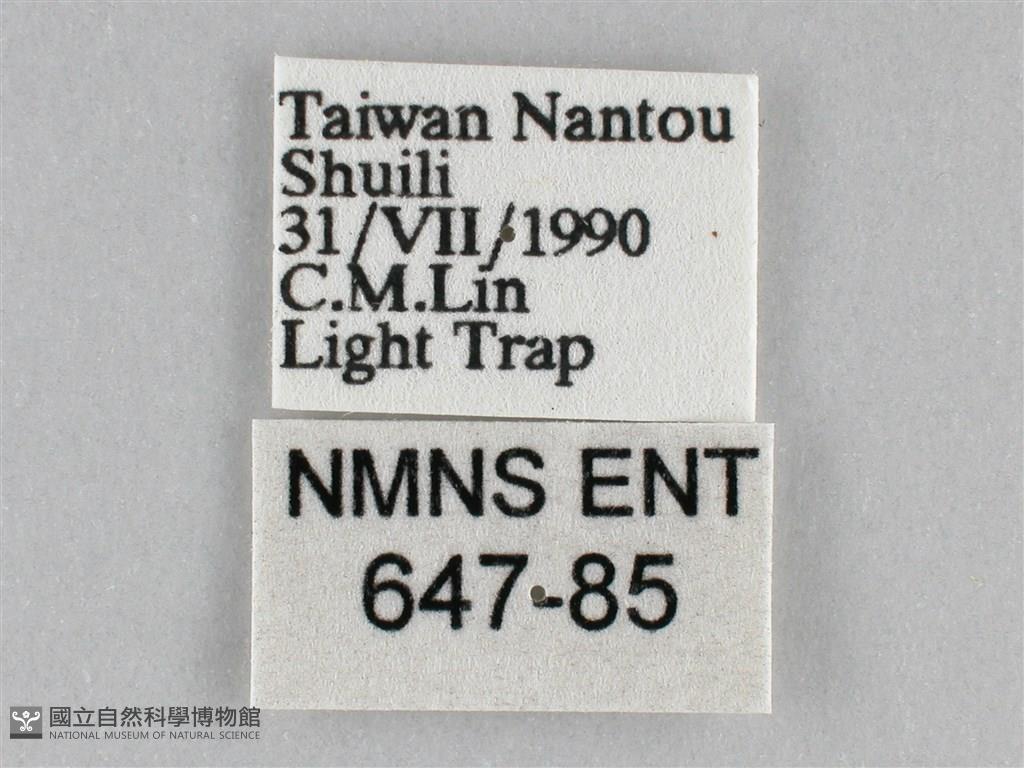 Taiwan Nantou
Shuili
31/VII/1990
C.M.Lin
Light Trap
NMNS ENT
647-85
國立自然科學博物館
NATIONAL MUSEUM OF NATURAL SCIENCE